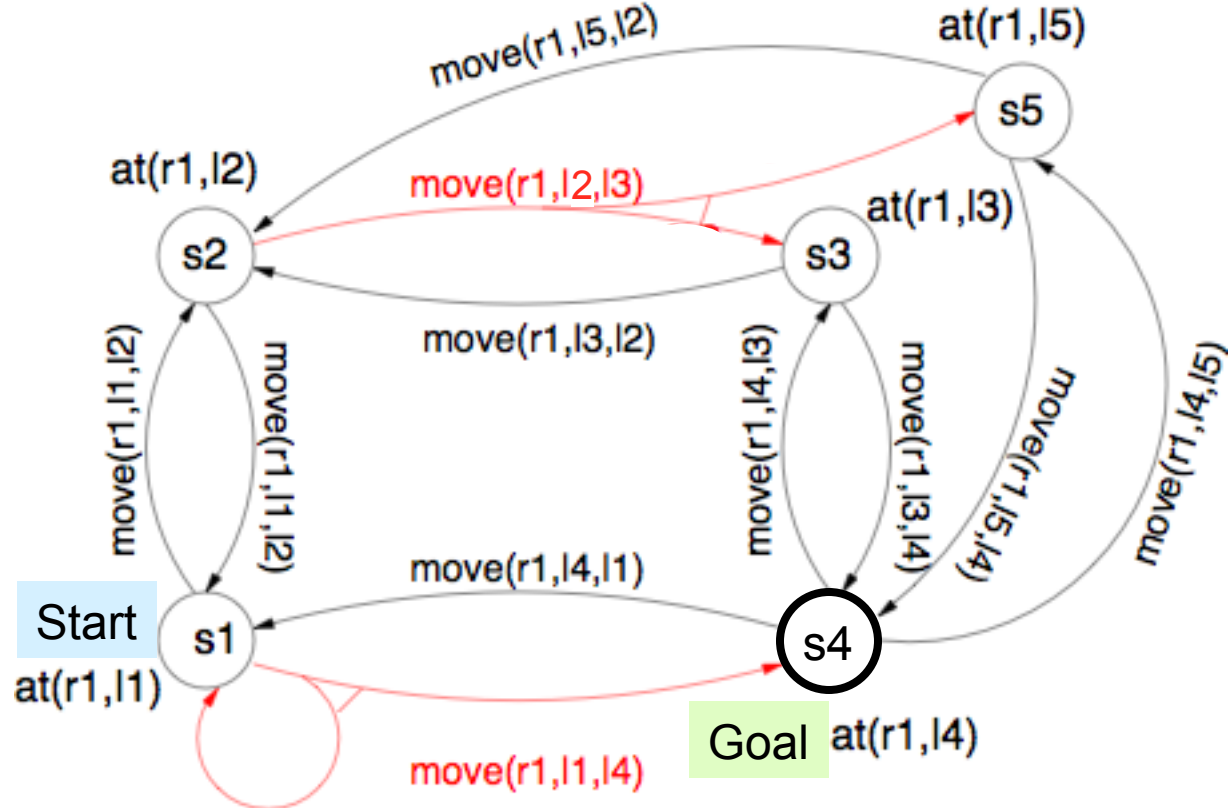 at(r1,l5)
move(r1,l5,l2)
s5
at(r1,l2)
move(r1,l2,l3)
at(r1,l3)
s2
s3
move(r1,l3,l2)
move(r1,l1,l2)
move(r1,l1,l2)
move(r1,l4,l3)
move(r1,l3,l4)
move(r1,l5,l4)
move(r1,l4,l5)
move(r1,l4,l1)
Start
s1
s4
at(r1,l1)
Goal
at(r1,l4)
move(r1,l1,l4)